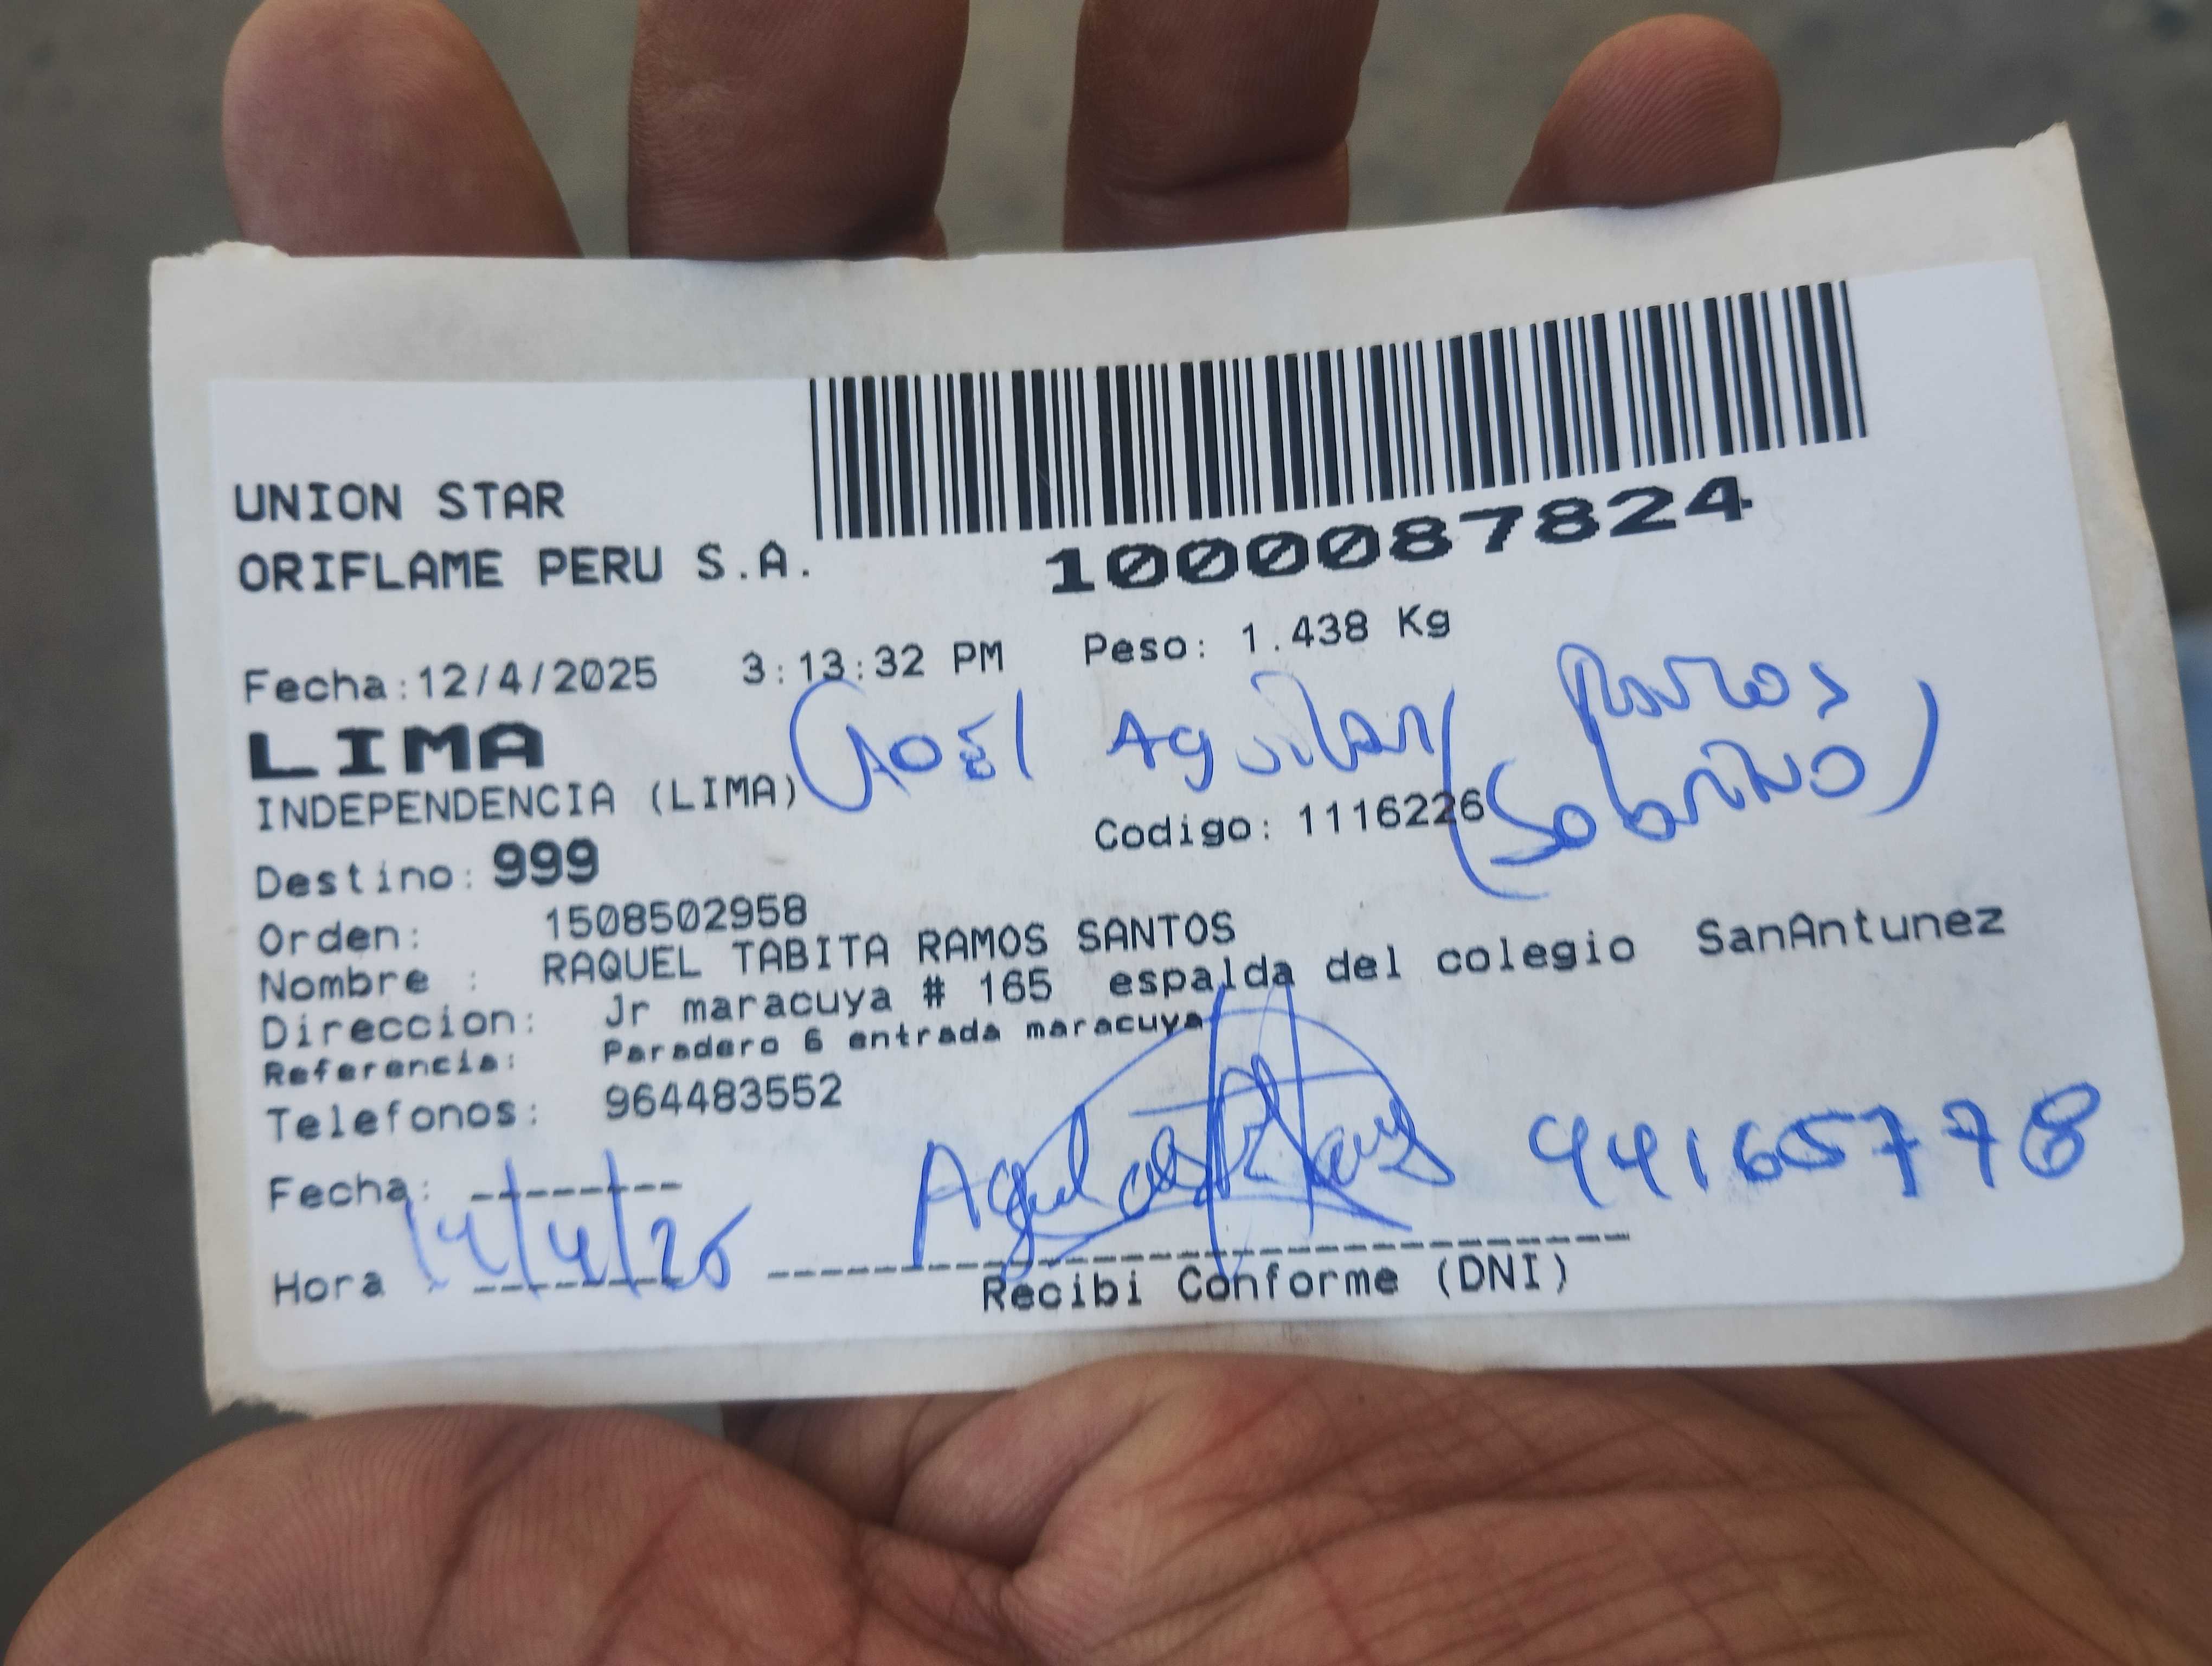 UNION STAR
ORIFLAME PERU S.A.
1000087824
Fecha:12/4/2025 3:13:32 PM Peso: 1.438 Kg
LIMA
Joel Aguilar Ramos
(Sobrino)
INDEPENDENCIA (LIMA)
Codigo: 1116226
Destino: 999
Orden: 1508502958
Nombre : RAQUEL TABITA RAMOS SANTOS
Direccion: Jr maracuya # 165 espalda del colegio SanAntunez
Referencia: Paradero 6 entrada maracuya
Telefonos: 964483552
Fecha: --------
14/4/25
44165778
Hora : --------
Recibi Conforme (DNI)